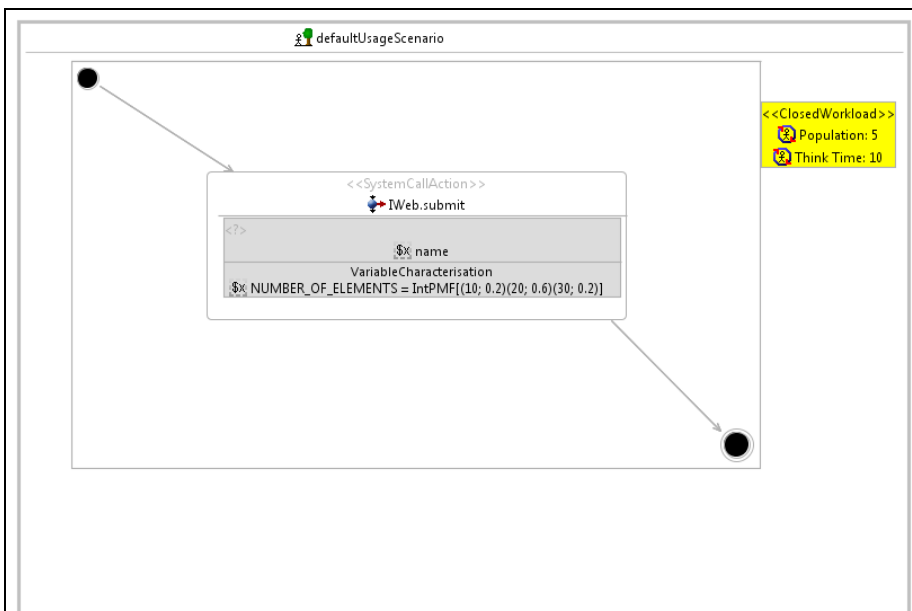 defaultUsageScenario
<<ClosedWorkload>>
Population: 5
Think Time: 10
<<SystemCallAction>>
IWeb.submit
<?>
$x name
VariableCharacterisation
$x NUMBER_OF_ELEMENTS = IntPMF[(10; 0.2)(20; 0.6)(30; 0.2)]